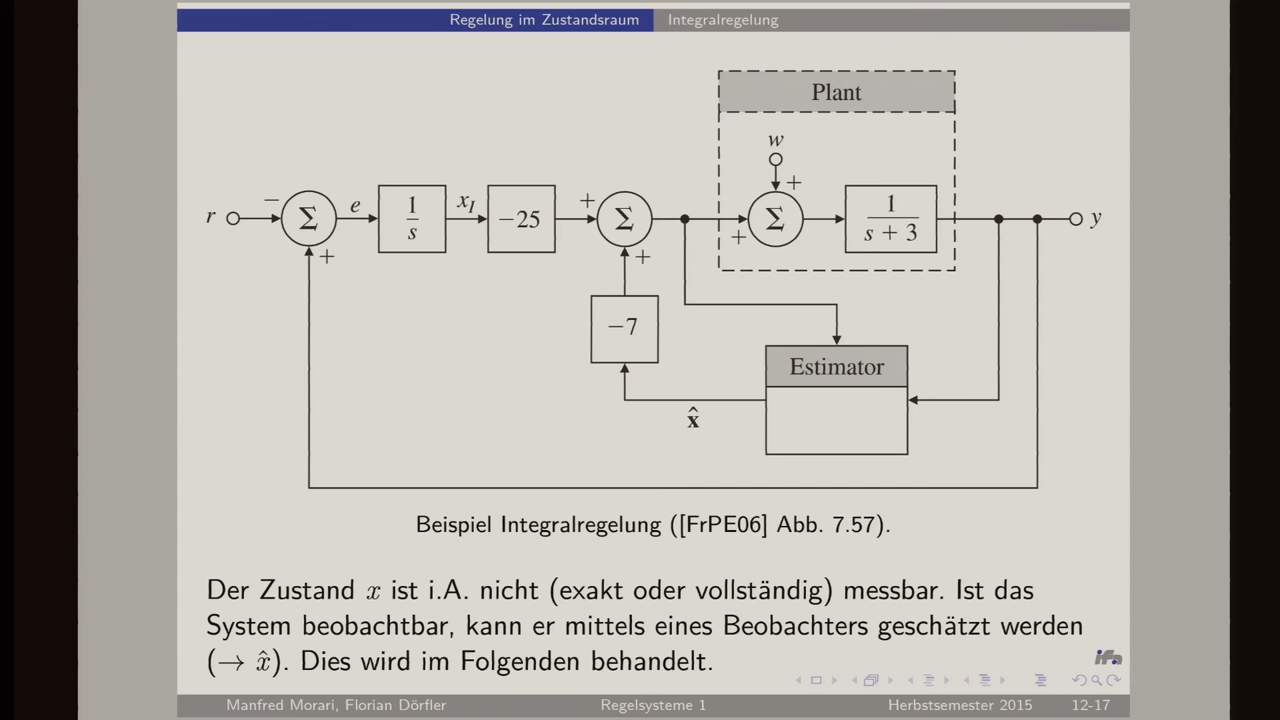 Regelung im Zustandsraum Integralregelung
Plant
w
+
r − Σ e 1/s x_I −25 + Σ + Σ 1/(s + 3) y
+ +
−7
Estimator
x̂
Beispiel Integralregelung ([FrPE06] Abb. 7.57).
Der Zustand x ist i.A. nicht (exakt oder vollständig) messbar. Ist das
System beobachtbar, kann er mittels eines Beobachters geschätzt werden
(→ x̂). Dies wird im Folgenden behandelt.
ifa
Manfred Morari, Florian Dörfler Regelsysteme 1 Herbstsemester 2015 12-17